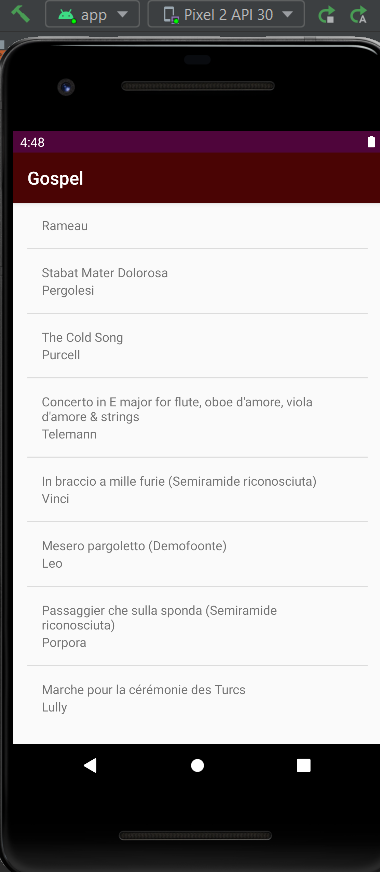 app
Pixel 2 API 30
4:48
Gospel
Rameau
Stabat Mater Dolorosa
Pergolesi
The Cold Song
Purcell
Concerto in E major for flute, oboe d'amore, viola
d'amore & strings
Telemann
In braccio a mille furie (Semiramide riconosciuta)
Vinci
Mesero pargoletto (Demofoonte)
Leo
Passaggier che sulla sponda (Semiramide
riconosciuta)
Porpora
Marche pour la cérémonie des Turcs
Lully